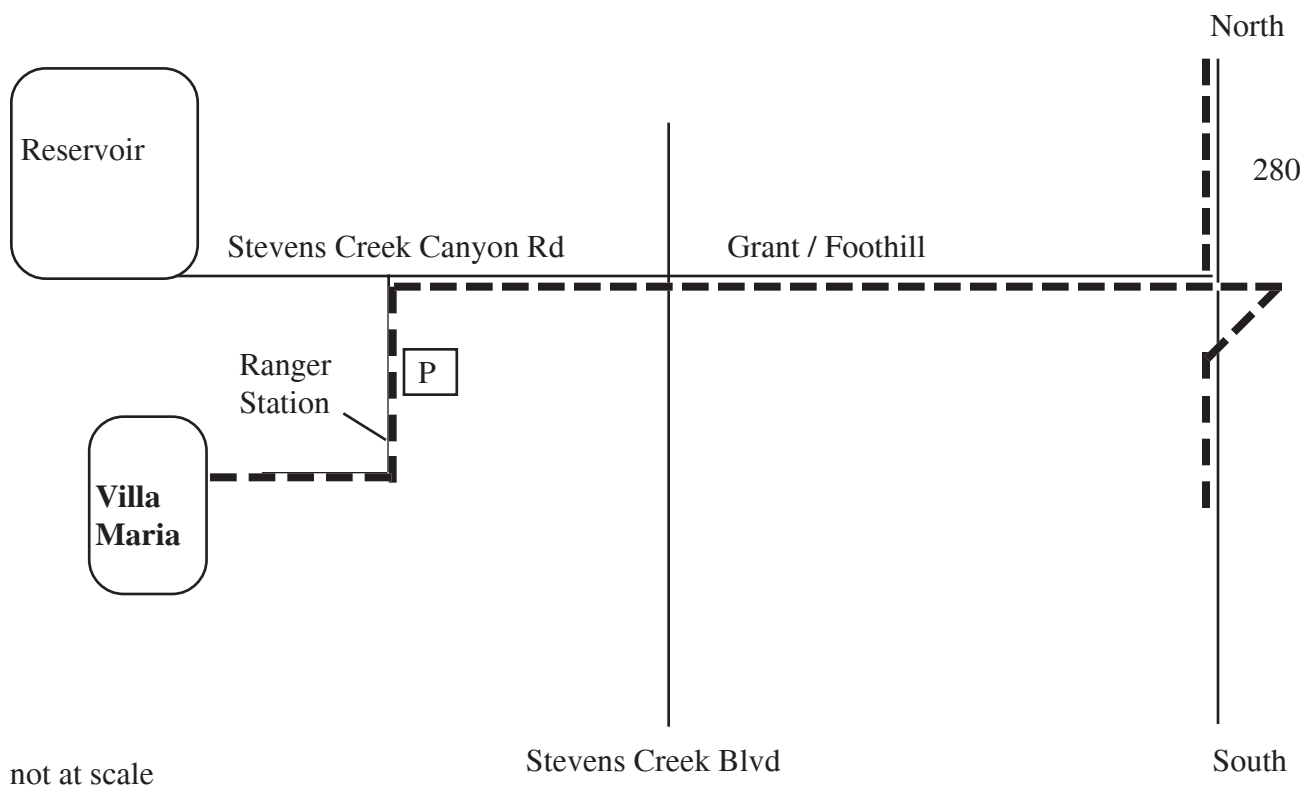 North
Reservoir
280
Stevens Creek Canyon Rd
Grant / Foothill
Ranger
Station
P
Villa
Maria
Stevens Creek Blvd
South
not at scale